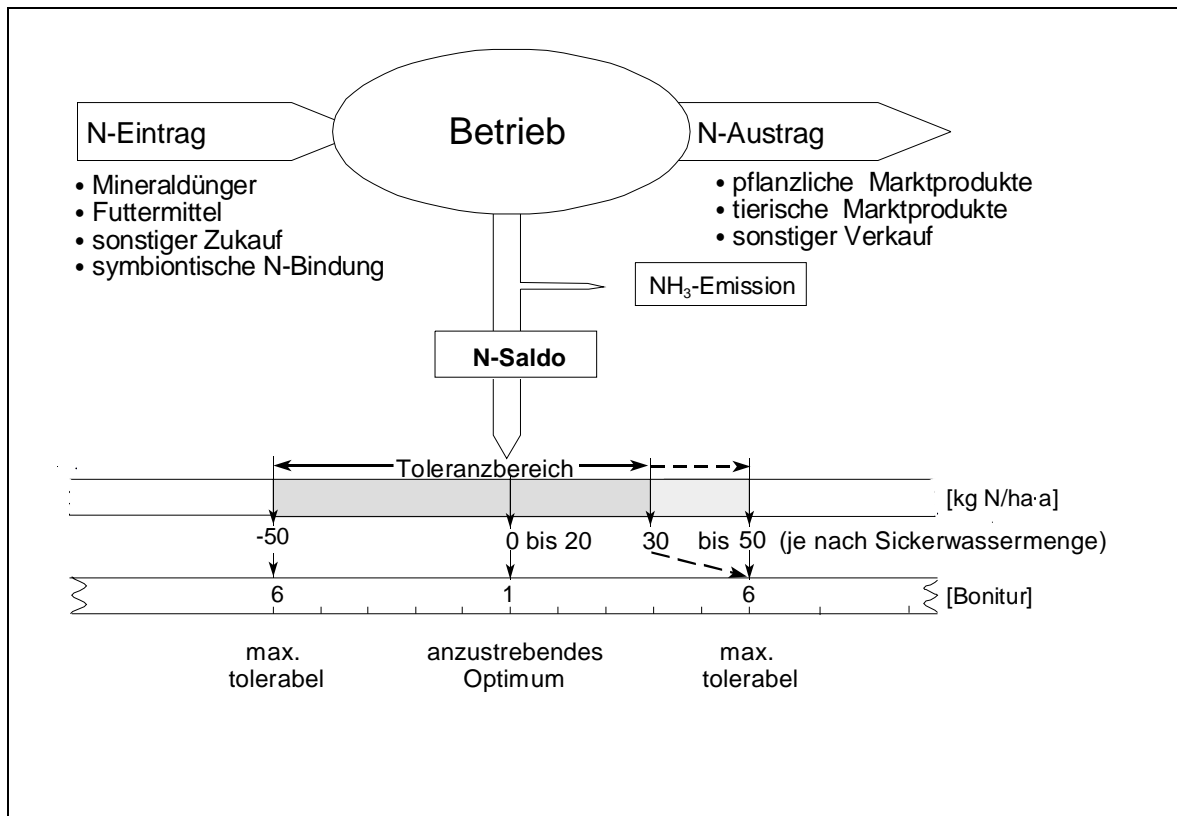 Betrieb
N-Eintrag
N-Austrag
• Mineraldünger
• Futtermittel
• sonstiger Zukauf
• symbiontische N-Bindung
• pflanzliche Marktprodukte
• tierische Marktprodukte
• sonstiger Verkauf
NH₃-Emission
N-Saldo
Toleranzbereich
[kg N/ha·a]
-50 0 bis 20 30 bis 50 (je nach Sickerwassermenge)
6 1 6 [Bonitur]
max. anzustrebendes max.
tolerabel Optimum tolerabel